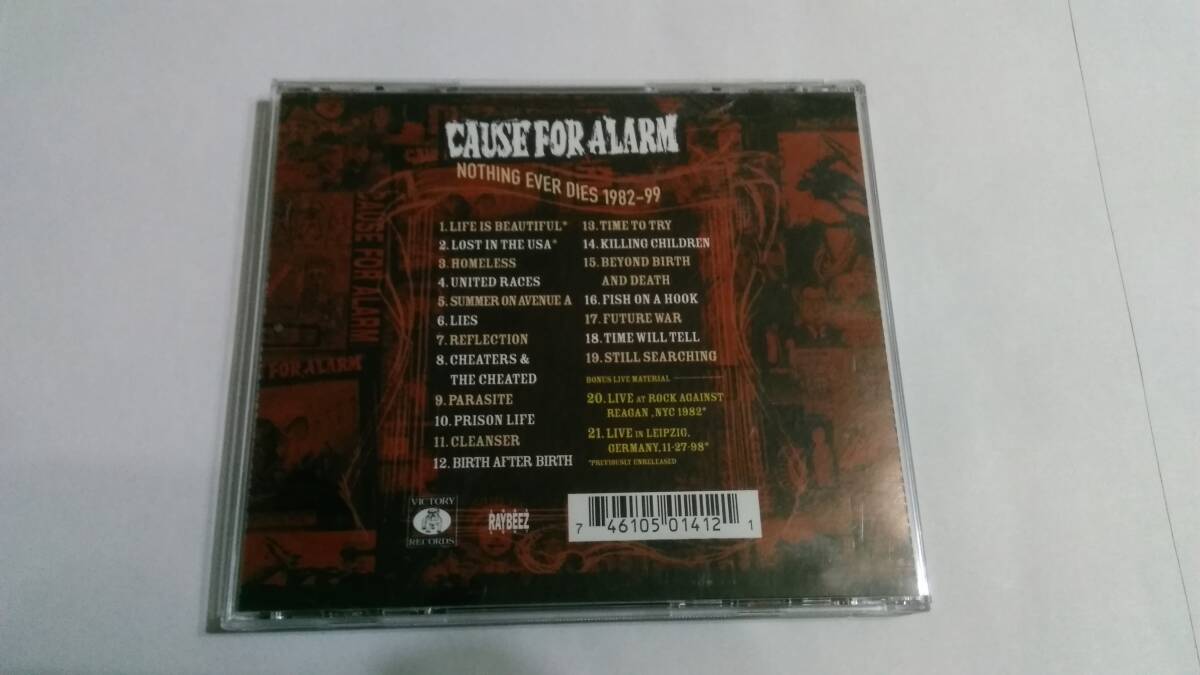 CAUSE FOR ALARM
NOTHING EVER DIES 1982-99
1. LIFE IS BEAUTIFUL*
2. LOST IN THE USA*
3. HOMELESS
4. UNITED RACES
5. SUMMER ON AVENUE A
6. LIES
7. REFLECTION
8. CHEATERS &
THE CHEATED
9. PARASITE
10. PRISON LIFE
11. CLEANSER
12. BIRTH AFTER BIRTH
13. TIME TO TRY
14. KILLING CHILDREN
15. BEYOND BIRTH
AND DEATH
16. FISH ON A HOOK
17. FUTURE WAR
18. TIME WILL TELL
19. STILL SEARCHING
BONUS LIVE MATERIAL
20. LIVE AT ROCK AGAINST
REAGAN, NYC 1982*
21. LIVE IN LEIPZIG,
GERMANY, 11-27-98*
*PREVIOUSLY UNRELEASED
CAUSE FOR ALARM
FOR ALARM
VICTORY
RECORDS
RAYBEEZ
7 46105 01412 1